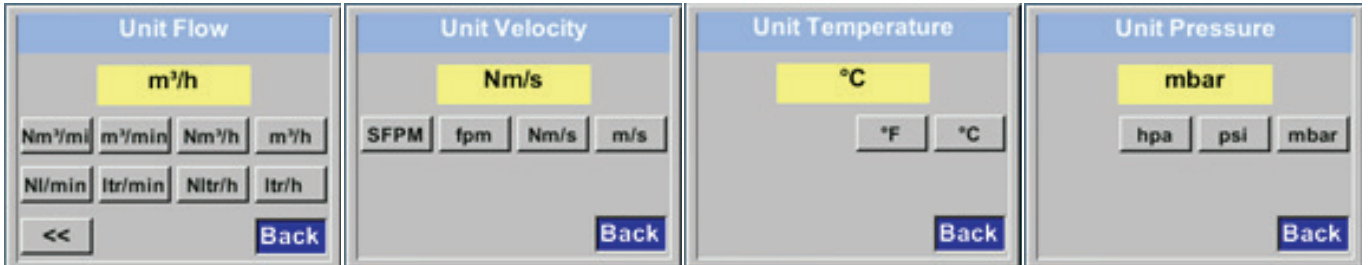 Unit Flow
m³/h
Nm³/mi m³/min Nm³/h m³/h
Nl/min ltr/min Nltr/h ltr/h
<< Back
Unit Velocity
Nm/s
SFPM fpm Nm/s m/s
Back
Unit Temperature
°C
°F °C
Back
Unit Pressure
mbar
hpa psi mbar
Back